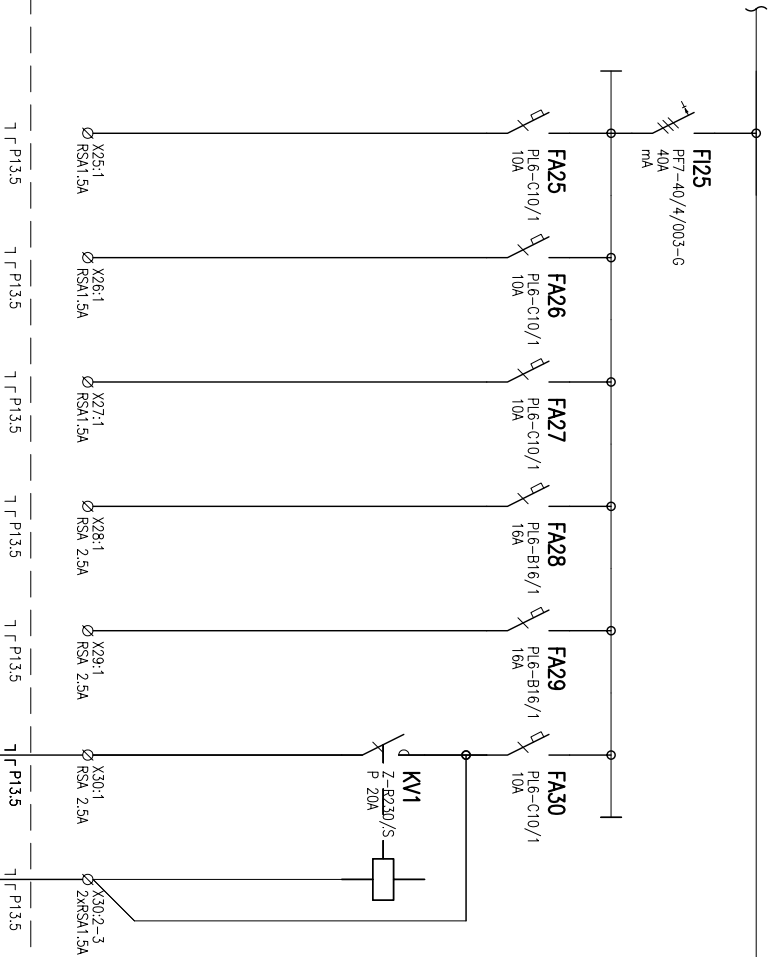 FI25
PF7-40/4/003-G
40A
mA
FA25
PL6-C10/1
10A
FA26
PL6-C10/1
10A
FA27
PL6-C10/1
10A
FA28
PL6-B16/1
16A
FA29
PL6-B16/1
16A
FA30
PL6-C10/1
10A
KV1
Z-R230/S
P 20A
X25:1
RSA1.5A
X26:1
RSA1.5A
X27:1
RSA1.5A
X28:1
RSA 2.5A
X29:1
RSA 2.5A
X30:1
RSA 2.5A
X30:2-3
2xRSA1.5A
P13.5
P13.5
P13.5
P13.5
P13.5
P13.5
P13.5